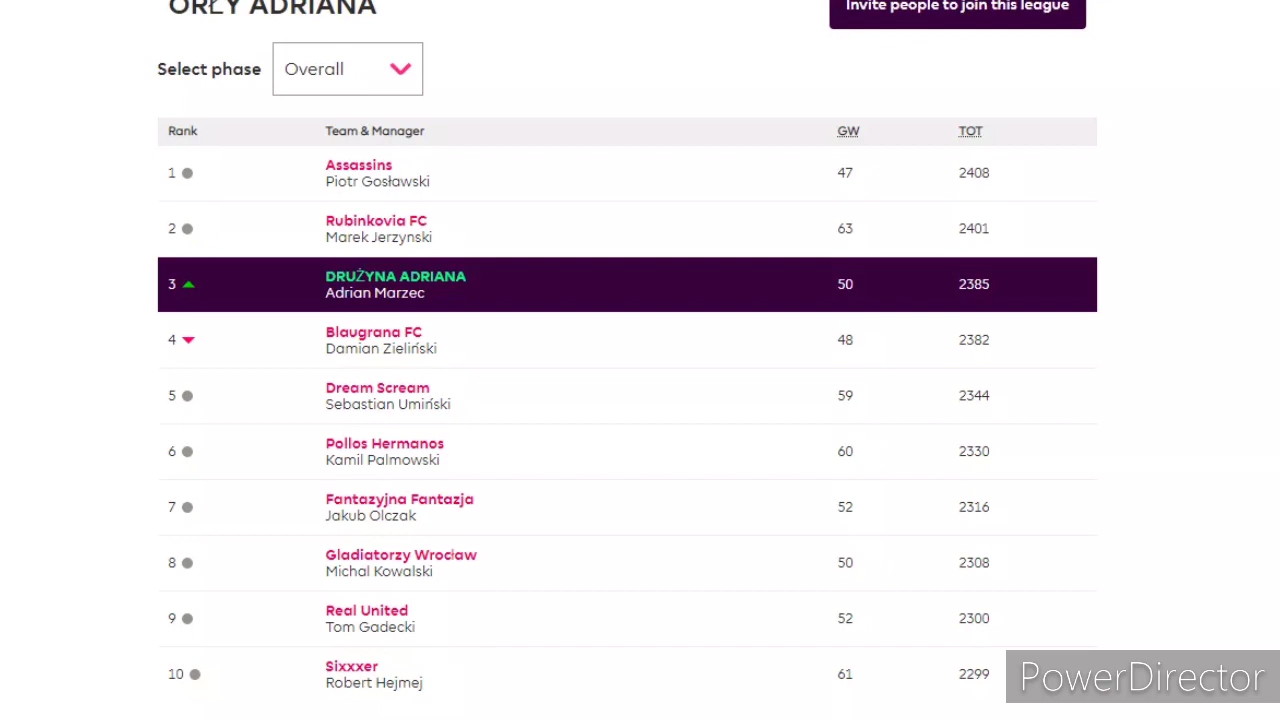 ORŁY ADRIANA
Invite people to join this league
Select phase Overall
Rank Team & Manager GW TOT
1 Assassins 47 2408
Piotr Gosławski
2 Rubinkovia FC 63 2401
Marek Jerzynski
3 DRUŻYNA ADRIANA 50 2385
Adrian Marzec
4 Blaugrana FC 48 2382
Damian Zieliński
5 Dream Scream 59 2344
Sebastian Umiński
6 Pollos Hermanos 60 2330
Kamil Palmowski
7 Fantazyjna Fantazja 52 2316
Jakub Olczak
8 Gladiatorzy Wrocław 50 2308
Michal Kowalski
9 Real United 52 2300
Tom Gadecki
10 Sixxxer 61 2299
Robert Hejmej
PowerDirector